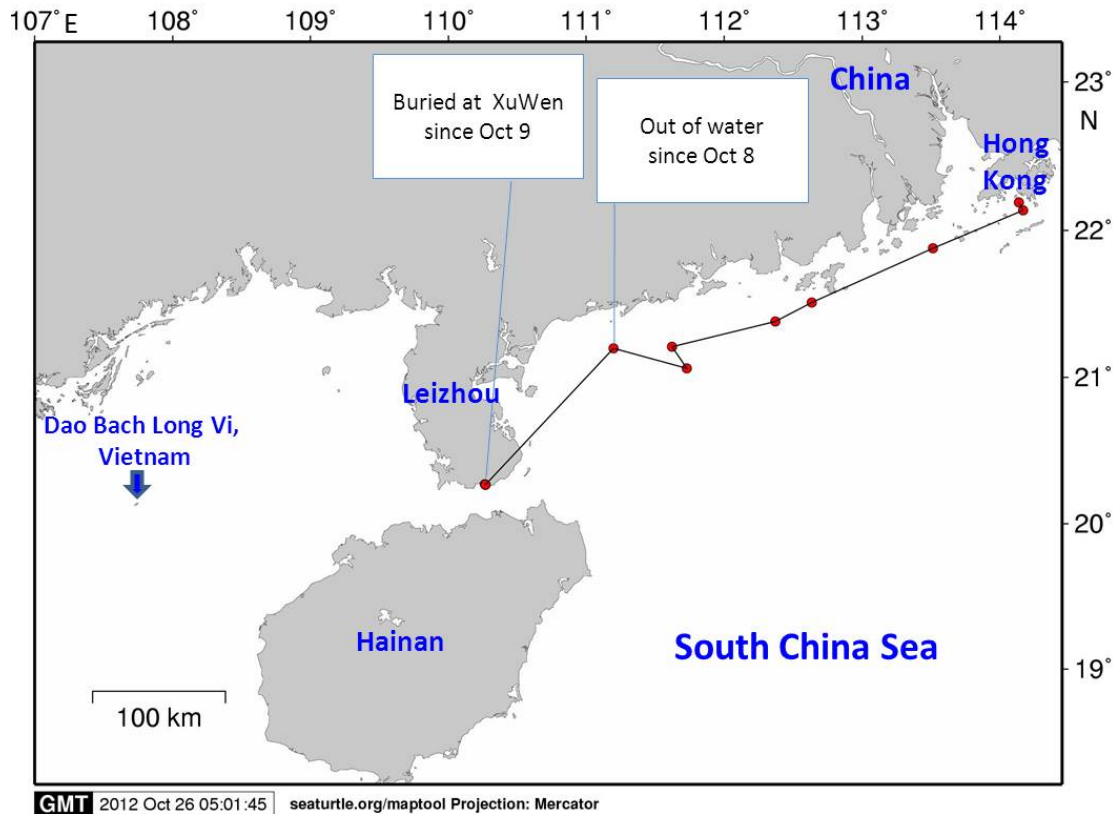 107° E 108° 109° 110° 111° 112° 113° 114°
23°
N
China
Buried at XuWen
since Oct 9
Out of water
since Oct 8
Hong
Kong
22°
21°
Leizhou
Dao Bach Long Vi,
Vietnam
20°
Hainan
South China Sea
19°
100 km
GMT 2012 Oct 26 05:01:45 seaturtle.org/maptool Projection: Mercator